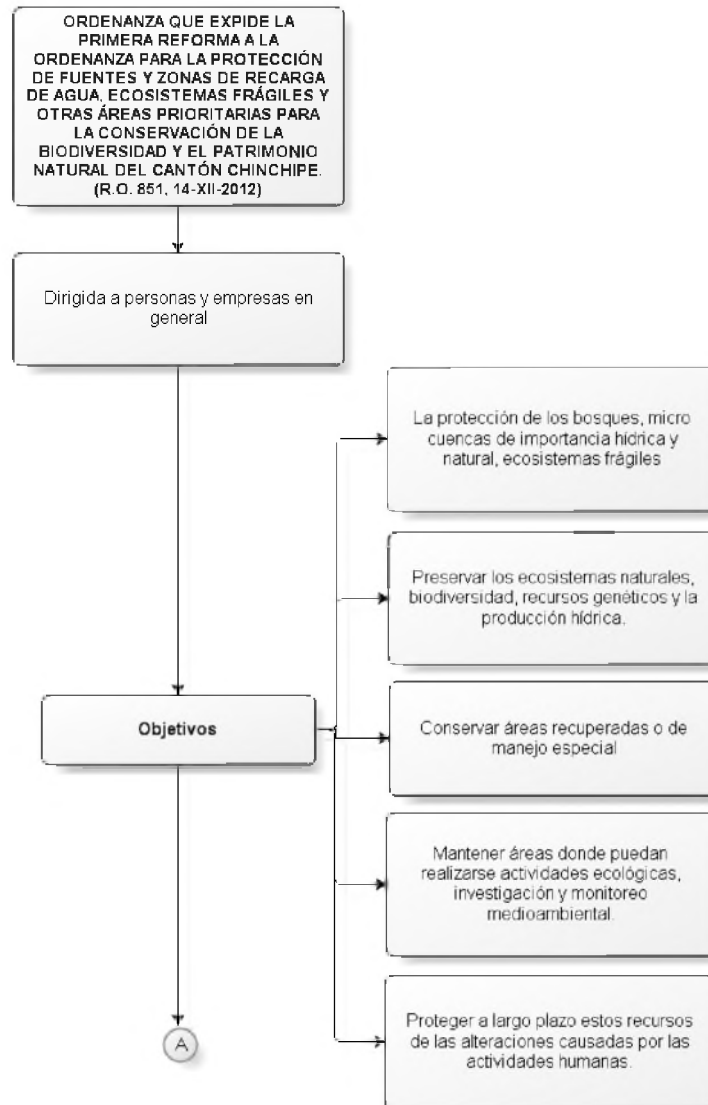 ORDENANZA QUE EXPIDE LA
PRIMERA REFORMA A LA
ORDENANZA PARA LA PROTECCIÓN
DE FUENTES Y ZONAS DE RECARGA
DE AGUA, ECOSISTEMAS FRÁGILES Y
OTRAS ÁREAS PRIORITARIAS PARA
LA CONSERVACIÓN DE LA
BIODIVERSIDAD Y EL PATRIMONIO
NATURAL DEL CANTÓN CHINCHIPE.
(R.O. 851, 14-XII-2012)
Dirigida a personas y empresas en
general
La protección de los bosques, micro
cuencas de importancia hídrica y
natural, ecosistemas frágiles
Preservar los ecosistemas naturales,
biodiversidad, recursos genéticos y la
producción hídrica.
Objetivos
Conservar áreas recuperadas o de
manejo especial
Mantener áreas donde puedan
realizarse actividades ecológicas,
investigación y monitoreo
medioambiental.
Proteger a largo plazo estos recursos
de las alteraciones causadas por las
actividades humanas.
A